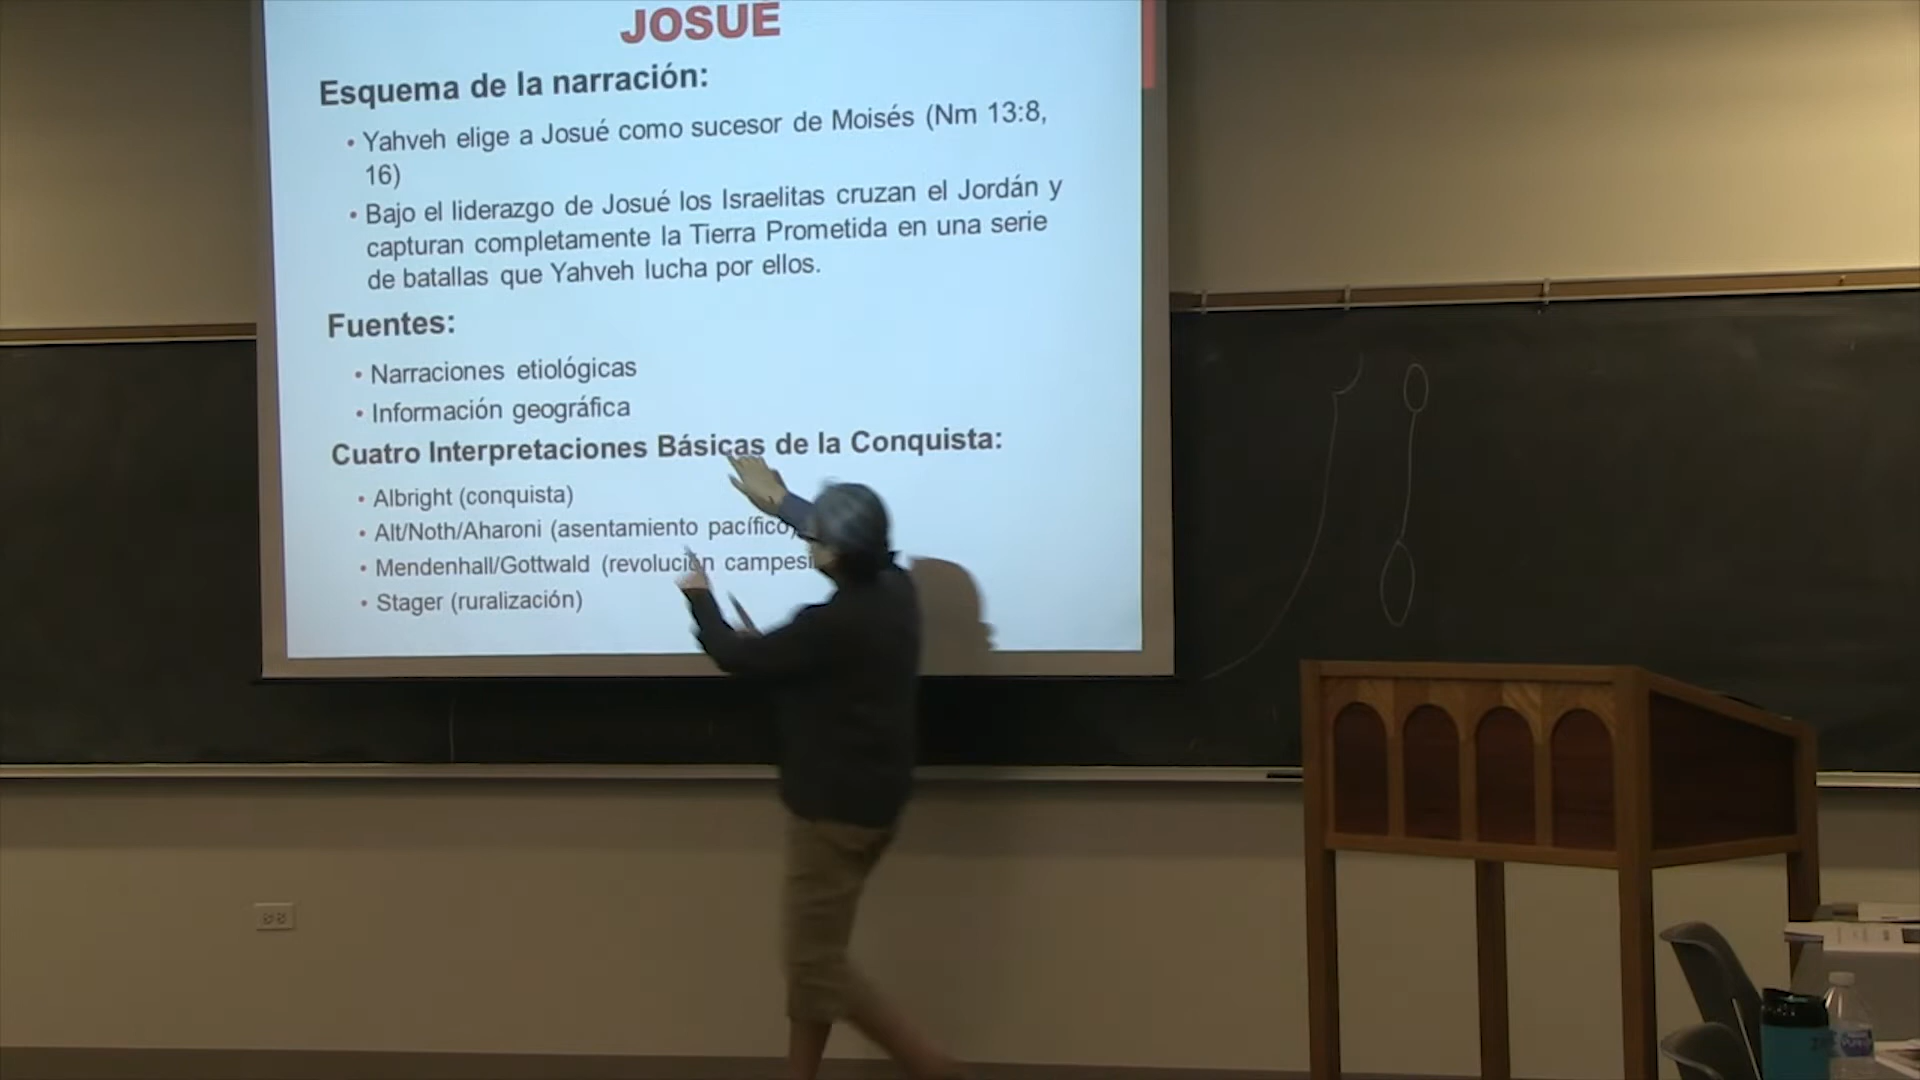 JOSUÉ
Esquema de la narración:
• Yahveh elige a Josué como sucesor de Moisés (Nm 13:8,
16)
• Bajo el liderazgo de Josué los Israelitas cruzan el Jordán y
capturan completamente la Tierra Prometida en una serie
de batallas que Yahveh lucha por ellos.
Fuentes:
• Narraciones etiológicas
• Información geográfica
Cuatro Interpretaciones Básicas de la Conquista:
• Albright (conquista)
• Alt/Noth/Aharoni (asentamiento pacífico)
• Mendenhall/Gottwald (revolución campesi
• Stager (ruralización)